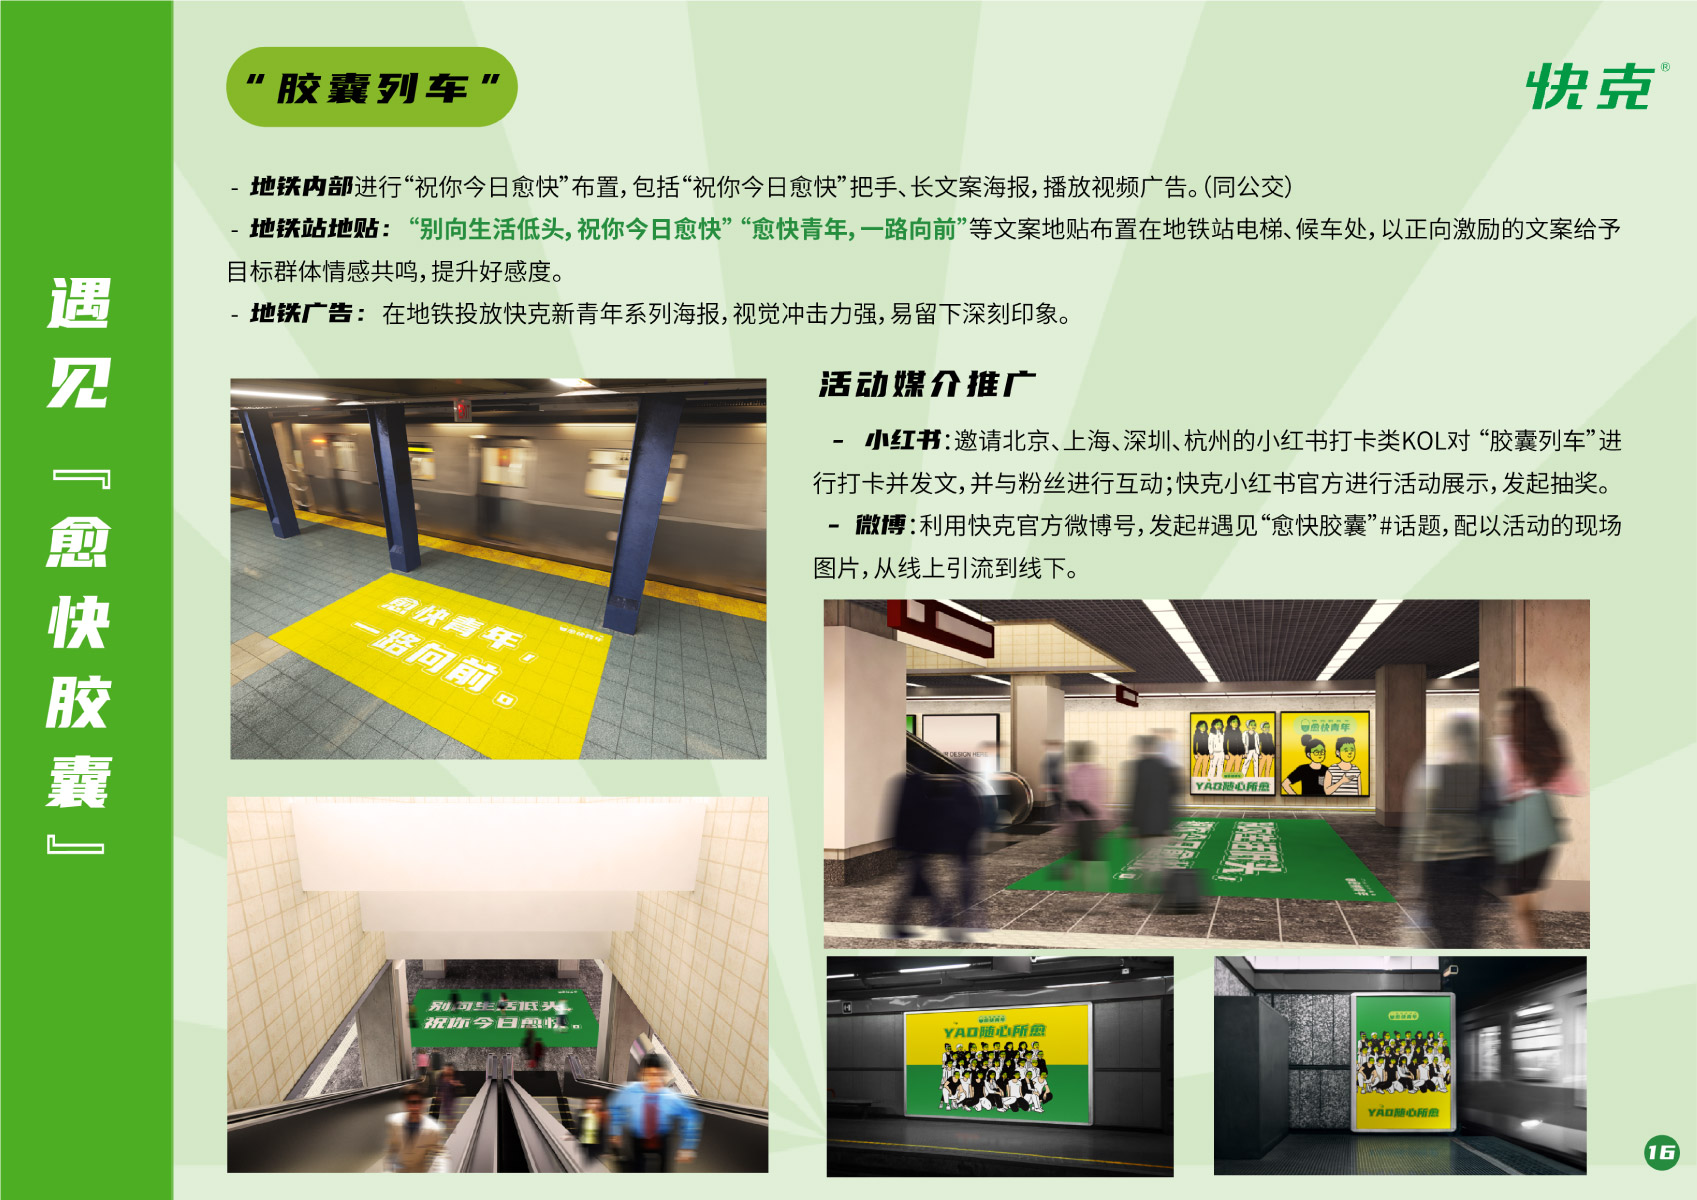 “胶囊列车”
快克®
遇见『愈快胶囊』
- 地铁内部进行“祝你今日愈快”布置，包括“祝你今日愈快”把手、长文案海报，播放视频广告。（同公交）
- 地铁站地贴：“别向生活低头，祝你今日愈快”“愈快青年，一路向前”等文案地贴布置在地铁站电梯、候车处，以正向激励的文案给予
目标群体情感共鸣，提升好感度。
- 地铁广告： 在地铁投放快克新青年系列海报，视觉冲击力强，易留下深刻印象。
活动媒介推广
- 小红书：邀请北京、上海、深圳、杭州的小红书打卡类KOL对 “胶囊列车”进
行打卡并发文，并与粉丝进行互动；快克小红书官方进行活动展示，发起抽奖。
- 微博：利用快克官方微博号，发起#遇见“愈快胶囊”#话题，配以活动的现场
图片，从线上引流到线下。
愈快青年，
一路向前。
DESIGN HERE
YAO随心所愈
愈快青年
别向生活低头
祝你今日愈快。
YAO随心所愈
YAO随心所愈
16